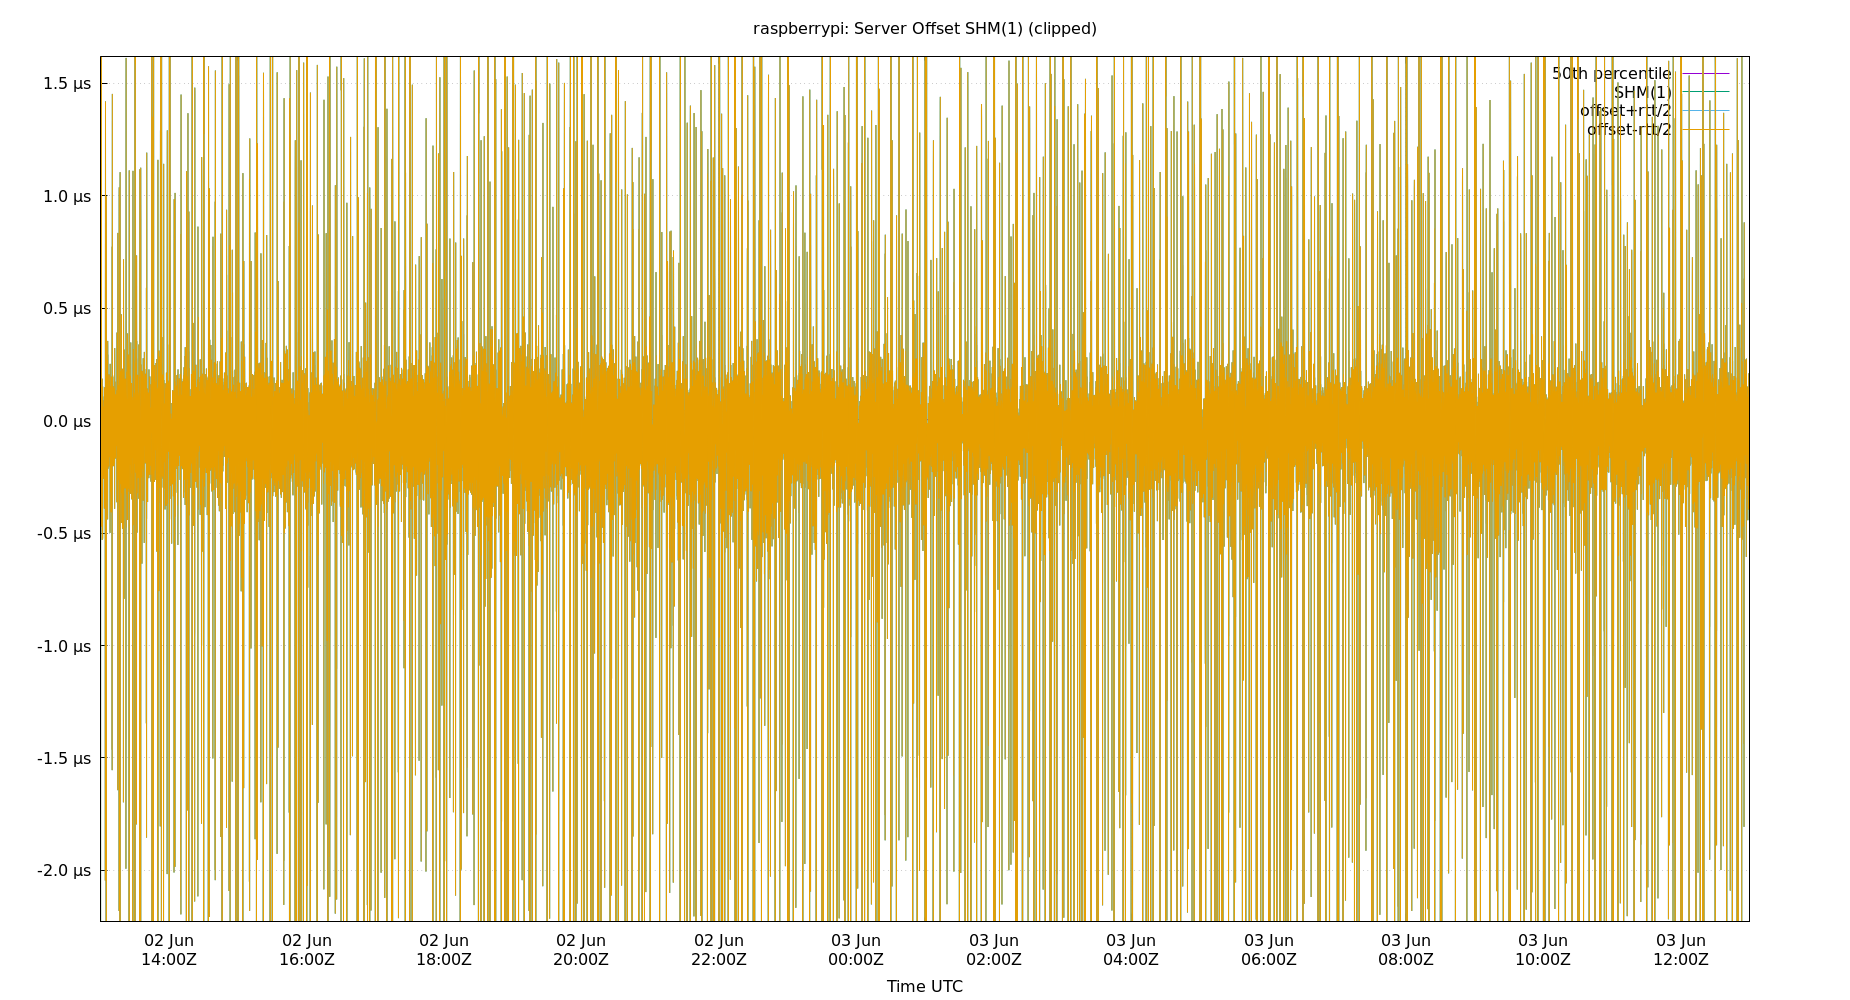 raspberrypi: Server Offset SHM(1) (clipped)
1.5 µs
1.0 µs
0.5 µs
0.0 µs
-0.5 µs
-1.0 µs
-1.5 µs
-2.0 µs
50th percentile
SHM(1)
offset+rtt/2
offset-rtt/2
02 Jun 02 Jun 02 Jun 02 Jun 02 Jun 03 Jun 03 Jun 03 Jun 03 Jun 03 Jun 03 Jun 03 Jun
14:00Z 16:00Z 18:00Z 20:00Z 22:00Z 00:00Z 02:00Z 04:00Z 06:00Z 08:00Z 10:00Z 12:00Z
Time UTC